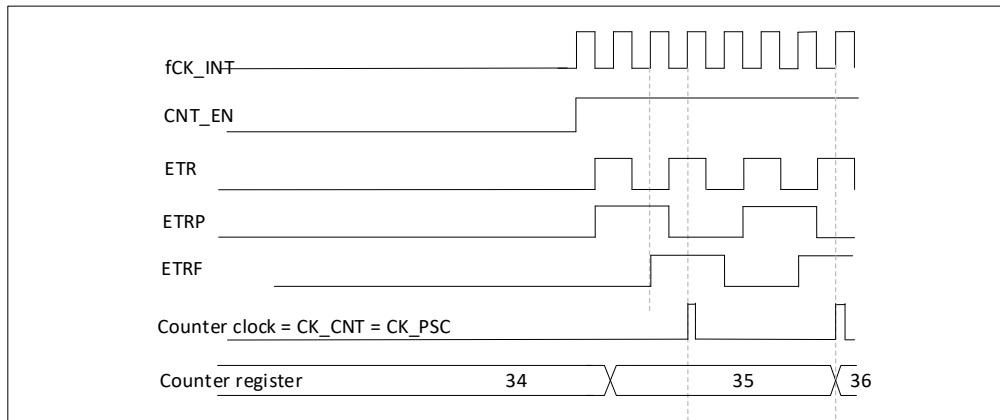 fCK_INT
CNT_EN
ETR
ETRP
ETRF
Counter clock = CK_CNT = CK_PSC
Counter register 34 35 36